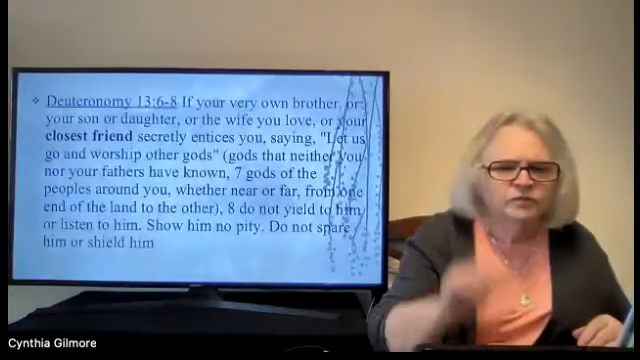 ❖ Deuteronomy 13:6-8 If your very own brother, or
your son or daughter, or the wife you love, or your
closest friend secretly entices you, saying, "Let us
go and worship other gods" (gods that neither you
nor your fathers have known, 7 gods of the
peoples around you, whether near or far, from one
end of the land to the other), 8 do not yield to him
or listen to him. Show him no pity. Do not spare
him or shield him
Cynthia Gilmore